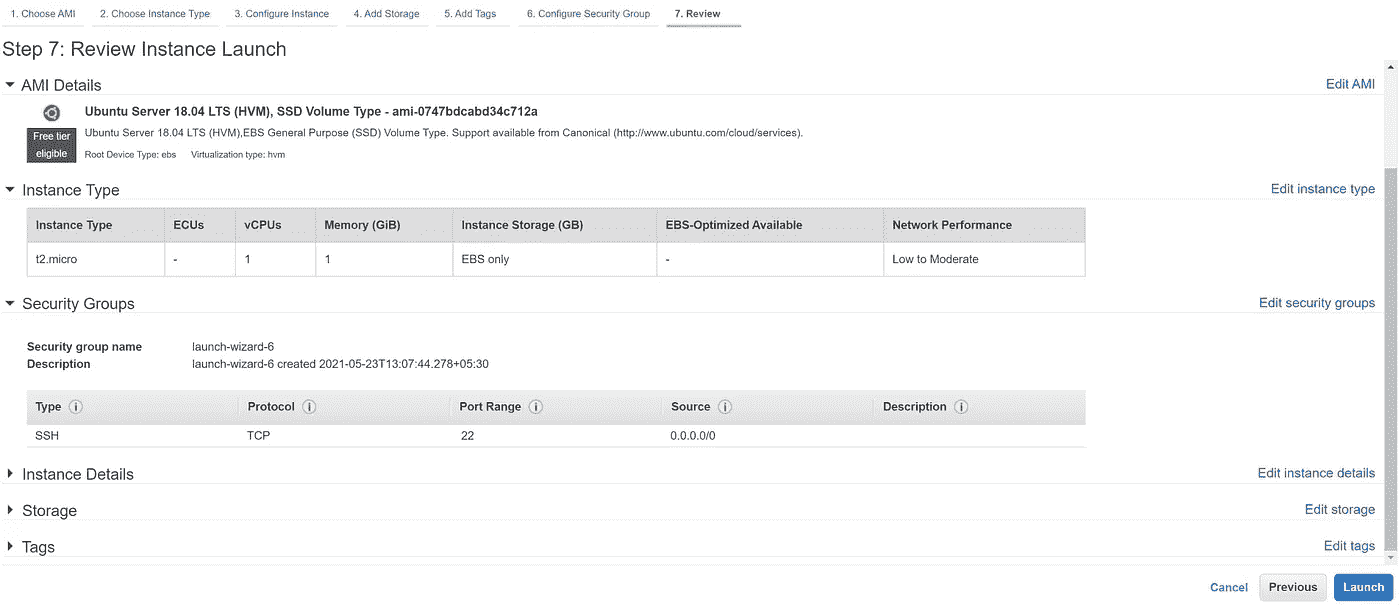 1. Choose AMI 2. Choose Instance Type 3. Configure Instance 4. Add Storage 5. Add Tags 6. Configure Security Group 7. Review
Step 7: Review Instance Launch
AMI Details Edit AMI
Ubuntu Server 18.04 LTS (HVM), SSD Volume Type - ami-0747bdcabd34c712a
Free tier eligible
Ubuntu Server 18.04 LTS (HVM),EBS General Purpose (SSD) Volume Type. Support available from Canonical (http://www.ubuntu.com/cloud/services).
Root Device Type: ebs Virtualization type: hvm
Instance Type Edit instance type
Instance Type ECUs vCPUs Memory (GiB) Instance Storage (GB) EBS-Optimized Available Network Performance
t2.micro - 1 1 EBS only - Low to Moderate
Security Groups Edit security groups
Security group name launch-wizard-6
Description launch-wizard-6 created 2021-05-23T13:07:44.278+05:30
Type i Protocol i Port Range i Source i Description i
SSH TCP 22 0.0.0.0/0
Instance Details Edit instance details
Storage Edit storage
Tags Edit tags
Cancel Previous Launch